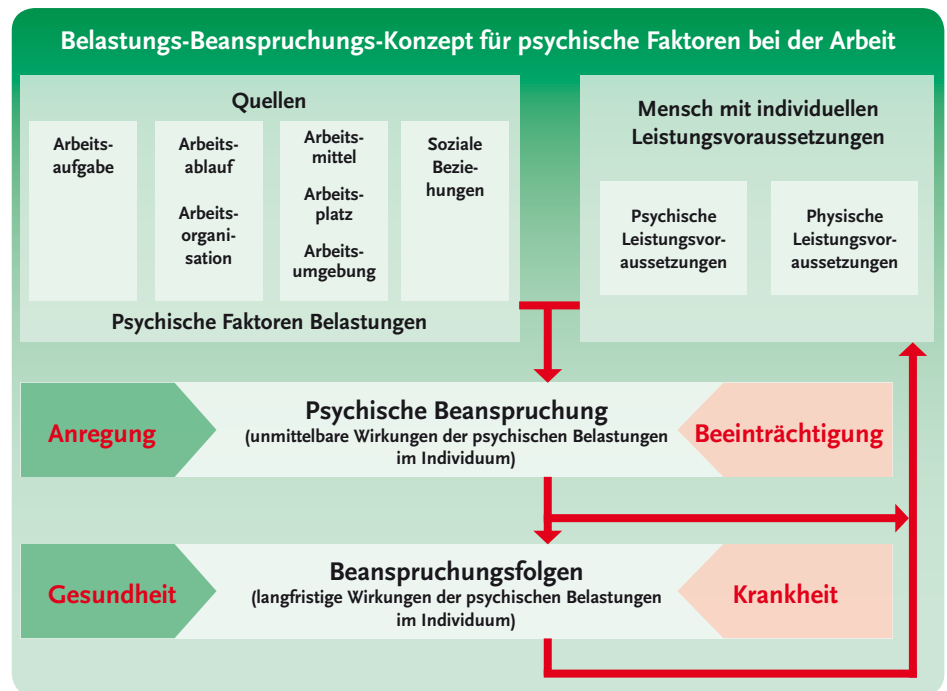 Belastungs-Beanspruchungs-Konzept für psychische Faktoren bei der Arbeit
Quellen
Arbeits-
aufgabe
Arbeits-
ablauf
Arbeits-
organi-
sation
Arbeits-
mittel
Arbeits-
platz
Arbeits-
umgebung
Soziale
Bezie-
hungen
Psychische Faktoren Belastungen
Mensch mit individuellen
Leistungsvoraussetzungen
Psychische
Leistungsvor-
aussetzungen
Physische
Leistungsvor-
aussetzungen
Anregung
Psychische Beanspruchung
(unmittelbare Wirkungen der psychischen Belastungen
im Individuum)
Beeinträchtigung
Gesundheit
Beanspruchungsfolgen
(langfristige Wirkungen der psychischen Belastungen
im Individuum)
Krankheit